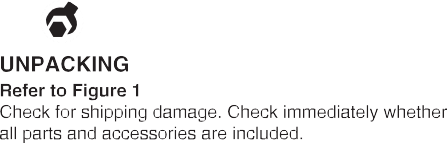 UNPACKING
Refer to Figure 1
Check for shipping damage. Check immediately whether
all parts and accessories are included.